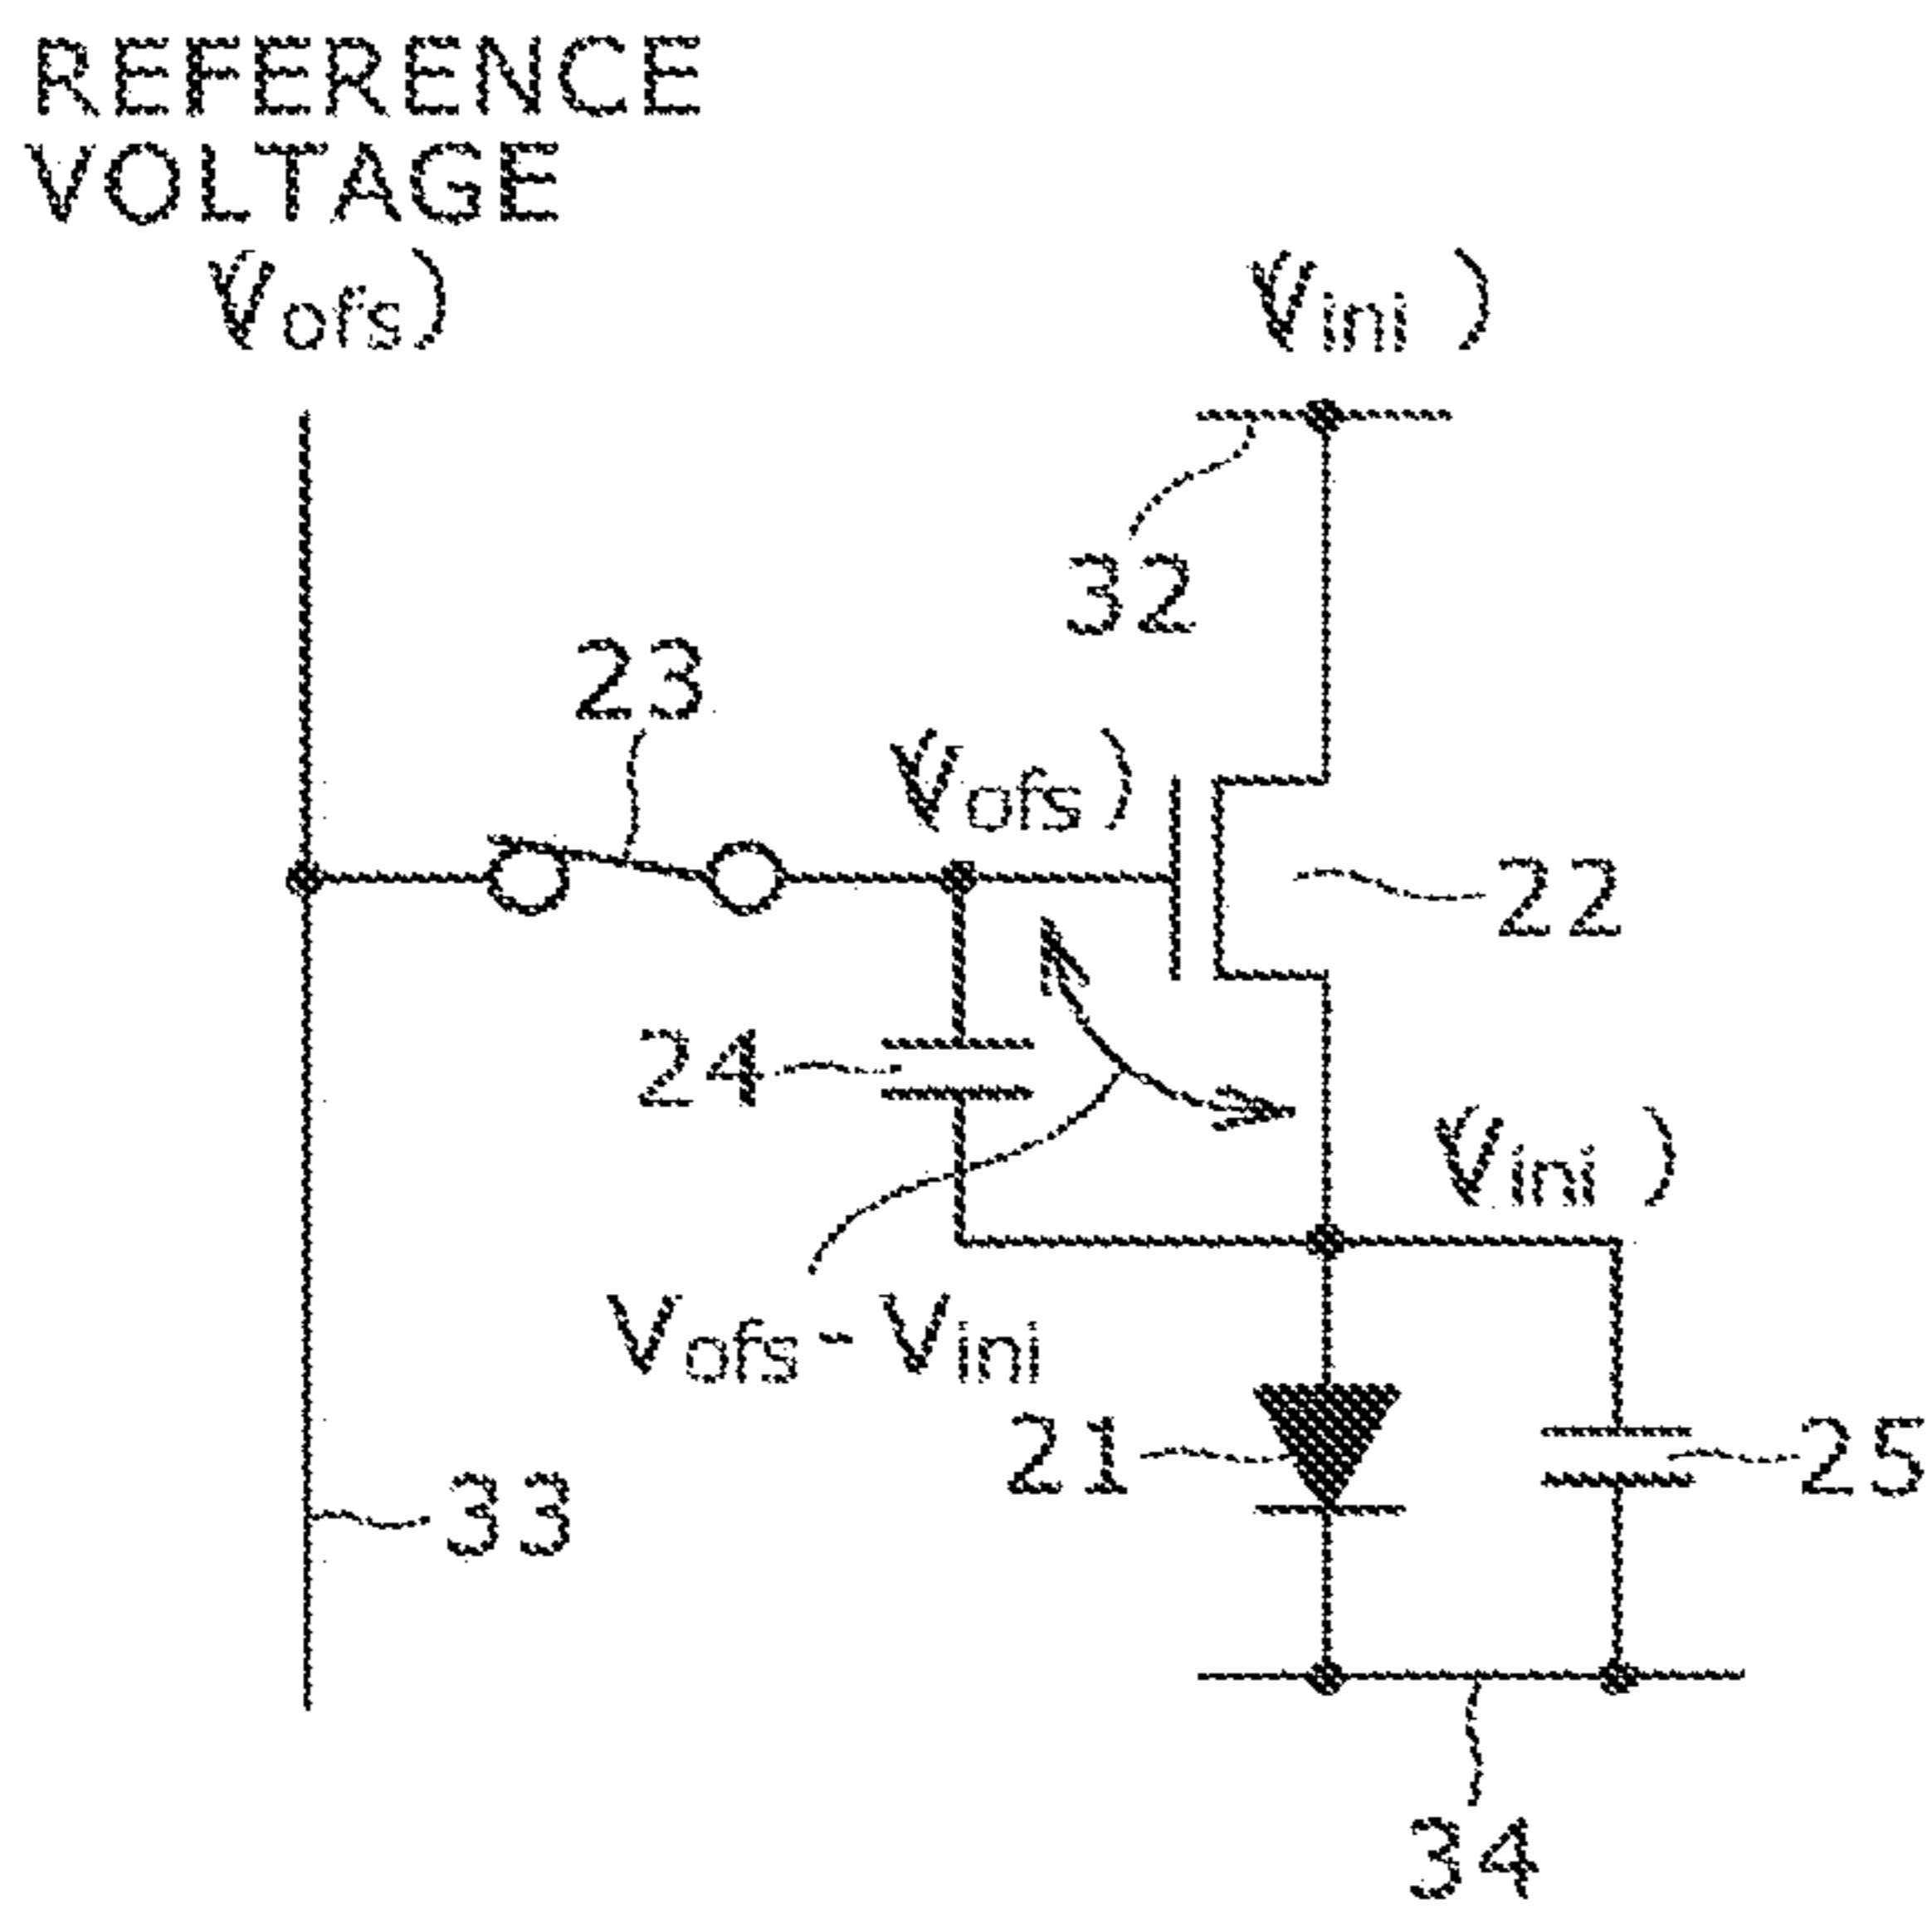 REFERENCE
VOLTAGE
(Vofs)
(Vini)
32
23
(Vofs)
22
24
(Vini)
Vofs-Vini
21
25
33
34